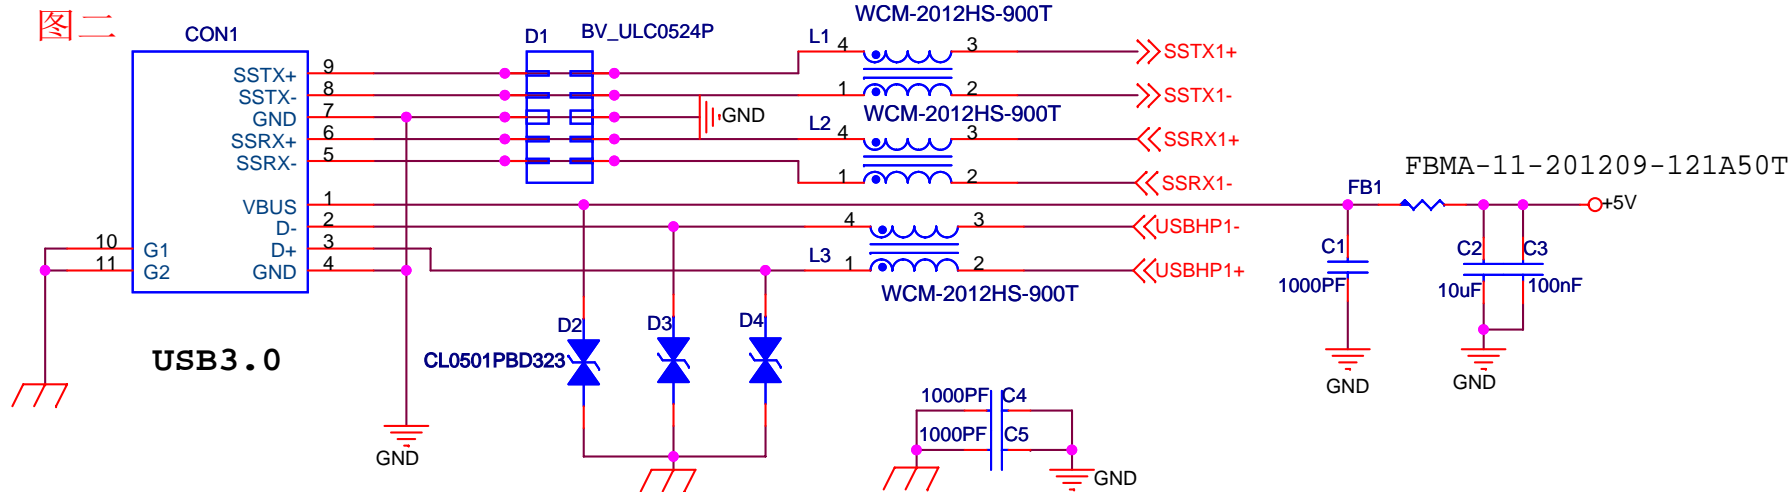 图二
CON1
D1
BV_ULC0524P
WCM-2012HS-900T
L1
4
3
SSTX1+
SSTX+
9
SSTX-
8
1
2
SSTX1-
GND
7
GND
WCM-2012HS-900T
SSRX+
6
L2
4
3
SSRX1+
SSRX-
5
1
2
SSRX1-
FBMA-11-201209-121A50T
FB1
+5V
VBUS
1
D-
2
4
3
USBHP1-
10
G1
D+
3
11
G2
GND
4
L3
1
2
USBHP1+
WCM-2012HS-900T
C1
1000PF
C2
C3
10uF
100nF
D2
D3
D4
CL0501PBD323
USB3.0
GND
GND
GND
1000PF
C4
1000PF
C5
GND